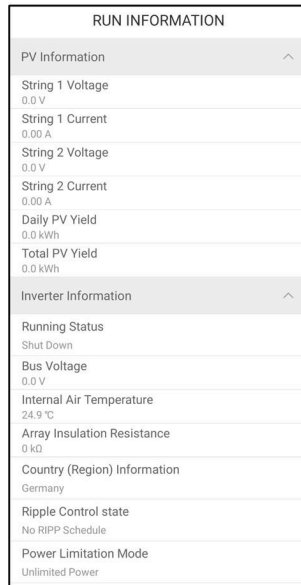 RUN INFORMATION
PV Information
String 1 Voltage
0.0 V
String 1 Current
0.00 A
String 2 Voltage
0.0 V
String 2 Current
0.00 A
Daily PV Yield
0.0 kWh
Total PV Yield
0.0 kWh
Inverter Information
Running Status
Shut Down
Bus Voltage
0.0 V
Internal Air Temperature
24.9 ℃
Array Insulation Resistance
0 kΩ
Country (Region) Information
Germany
Ripple Control state
No RIPP Schedule
Power Limitation Mode
Unlimited Power